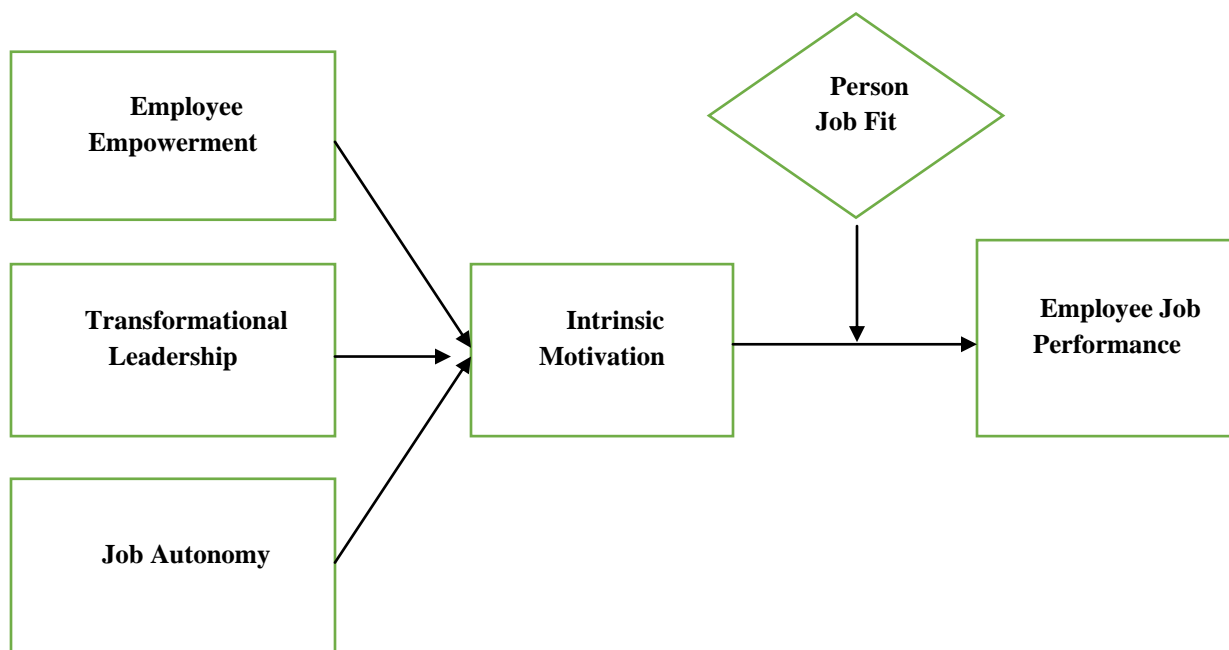 Employee
Empowerment
Person
Job Fit
Transformational
Leadership
Intrinsic
Motivation
Employee Job
Performance
Job Autonomy